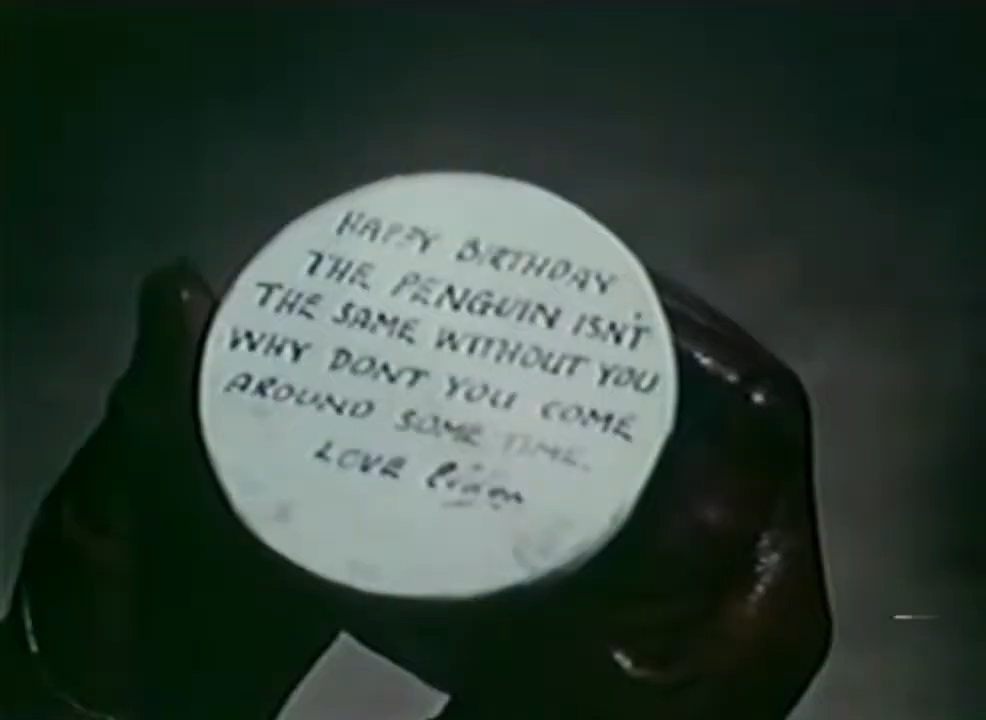 HAPPY BIRTHDAY
THE PENGUIN ISN'T
THE SAME WITHOUT YOU
WHY DONT YOU COME
AROUND SOME TIME.
LOVE